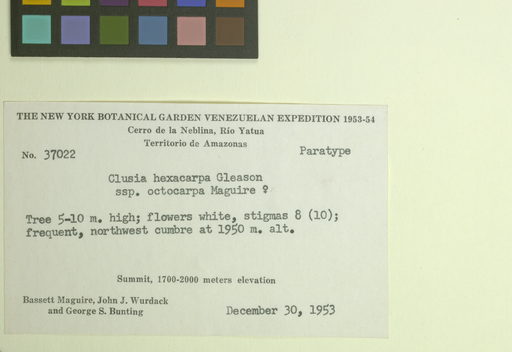 THE NEW YORK BOTANICAL GARDEN VENEZUELAN EXPEDITION 1953-54
Cerro de la Neblina, Río Yatua
Territorio de Amazonas
No. 37022 Paratype
Clusia hexacarpa Gleason
ssp. octocarpa Maguire ♀
Tree 5-10 m. high; flowers white, stigmas 8 (10);
frequent, northwest cumbre at 1950 m. alt.
Summit, 1700-2000 meters elevation
Bassett Maguire, John J. Wurdack
and George S. Bunting December 30, 1953